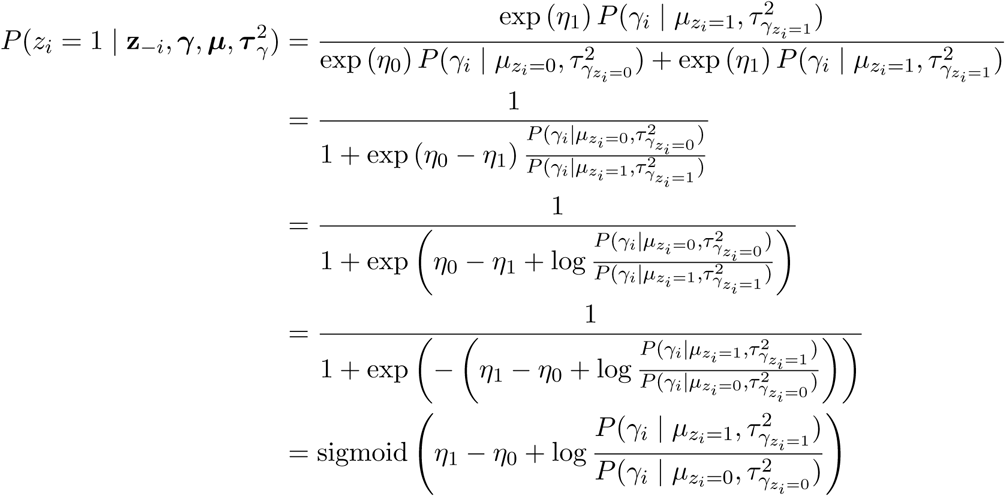 P(z_i = 1 | \mathbf{z}_{-i}, \boldsymbol{\gamma}, \boldsymbol{\mu}, \boldsymbol{\tau}_{\gamma}^2) = \frac{\exp(\eta_1) P(\gamma_i | \mu_{z_i=1}, \tau^2_{\gamma_{z_i=1}})}{\exp(\eta_0) P(\gamma_i | \mu_{z_i=0}, \tau^2_{\gamma_{z_i=0}}) + \exp(\eta_1) P(\gamma_i | \mu_{z_i=1}, \tau^2_{\gamma_{z_i=1}})}
= \frac{1}{1 + \exp(\eta_0 - \eta_1) \frac{P(\gamma_i | \mu_{z_i=0}, \tau^2_{\gamma_{z_i=0}})}{P(\gamma_i | \mu_{z_i=1}, \tau^2_{\gamma_{z_i=1}})}}
= \frac{1}{1 + \exp\left(\eta_0 - \eta_1 + \log \frac{P(\gamma_i | \mu_{z_i=0}, \tau^2_{\gamma_{z_i=0}})}{P(\gamma_i | \mu_{z_i=1}, \tau^2_{\gamma_{z_i=1}})}\right)}
= \frac{1}{1 + \exp\left(-\left(\eta_1 - \eta_0 + \log \frac{P(\gamma_i | \mu_{z_i=1}, \tau^2_{\gamma_{z_i=1}})}{P(\gamma_i | \mu_{z_i=0}, \tau^2_{\gamma_{z_i=0}})}\right)\right)}
= \text{sigmoid}\left(\eta_1 - \eta_0 + \log \frac{P(\gamma_i | \mu_{z_i=1}, \tau^2_{\gamma_{z_i=1}})}{P(\gamma_i | \mu_{z_i=0}, \tau^2_{\gamma_{z_i=0}})}\right)